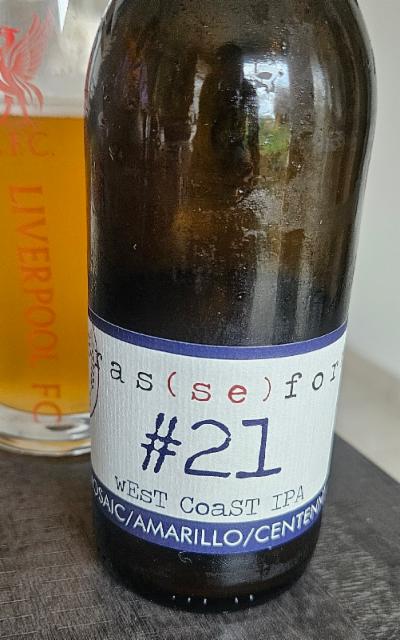 F.C.
LIVERPOOL FC
as(se)for
#21
wEsT CoaST IPA
MOSAIC/AMARILLO/CENTENN